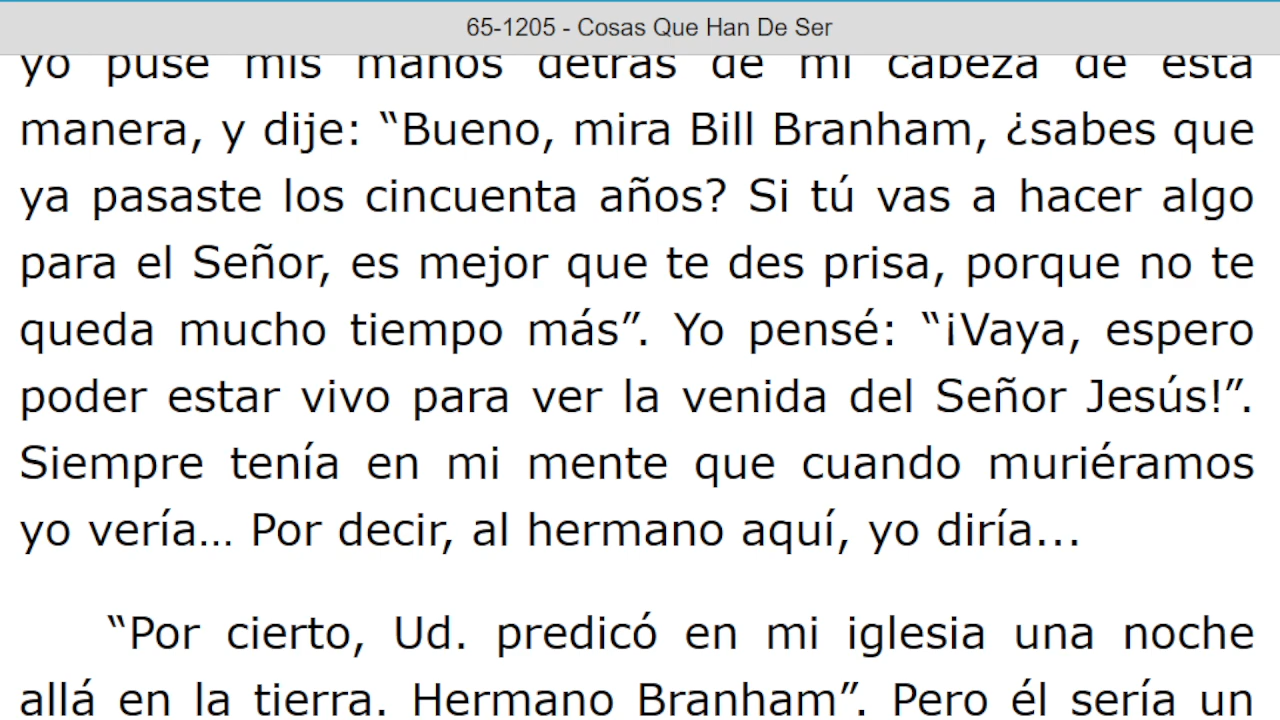 65-1205 - Cosas Que Han De Ser
yo puse mis manos detrás de mi cabeza de esta
manera, y dije: “Bueno, mira Bill Branham, ¿sabes que
ya pasaste los cincuenta años? Si tú vas a hacer algo
para el Señor, es mejor que te des prisa, porque no te
queda mucho tiempo más”. Yo pensé: “¡Vaya, espero
poder estar vivo para ver la venida del Señor Jesús!”.
Siempre tenía en mi mente que cuando muriéramos
yo vería… Por decir, al hermano aquí, yo diría...
“Por cierto, Ud. predicó en mi iglesia una noche
allá en la tierra. Hermano Branham”. Pero él sería un